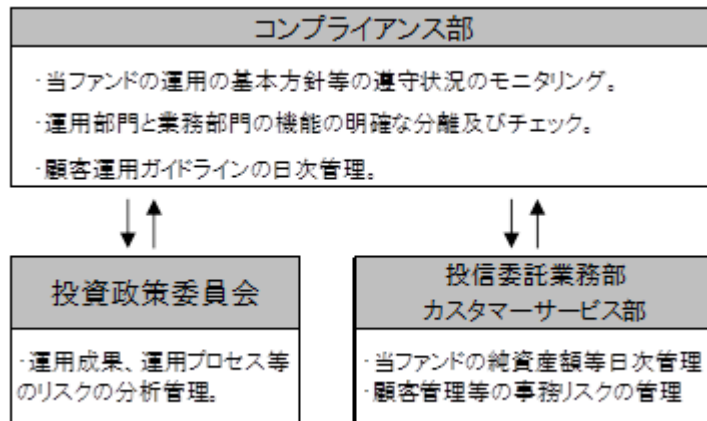 コンプライアンス部
・当ファンドの運用の基本方針等の遵守状況のモニタリング。
・運用部門と業務部門の機能の明確な分離及びチェック。
・顧客運用ガイドラインの日次管理。
投資政策委員会
・運用成果、運用プロセス等
のリスクの分析管理。
投信委託業務部
カスタマーサービス部
・当ファンドの純資産額等日次管理
・顧客管理等の事務リスクの管理